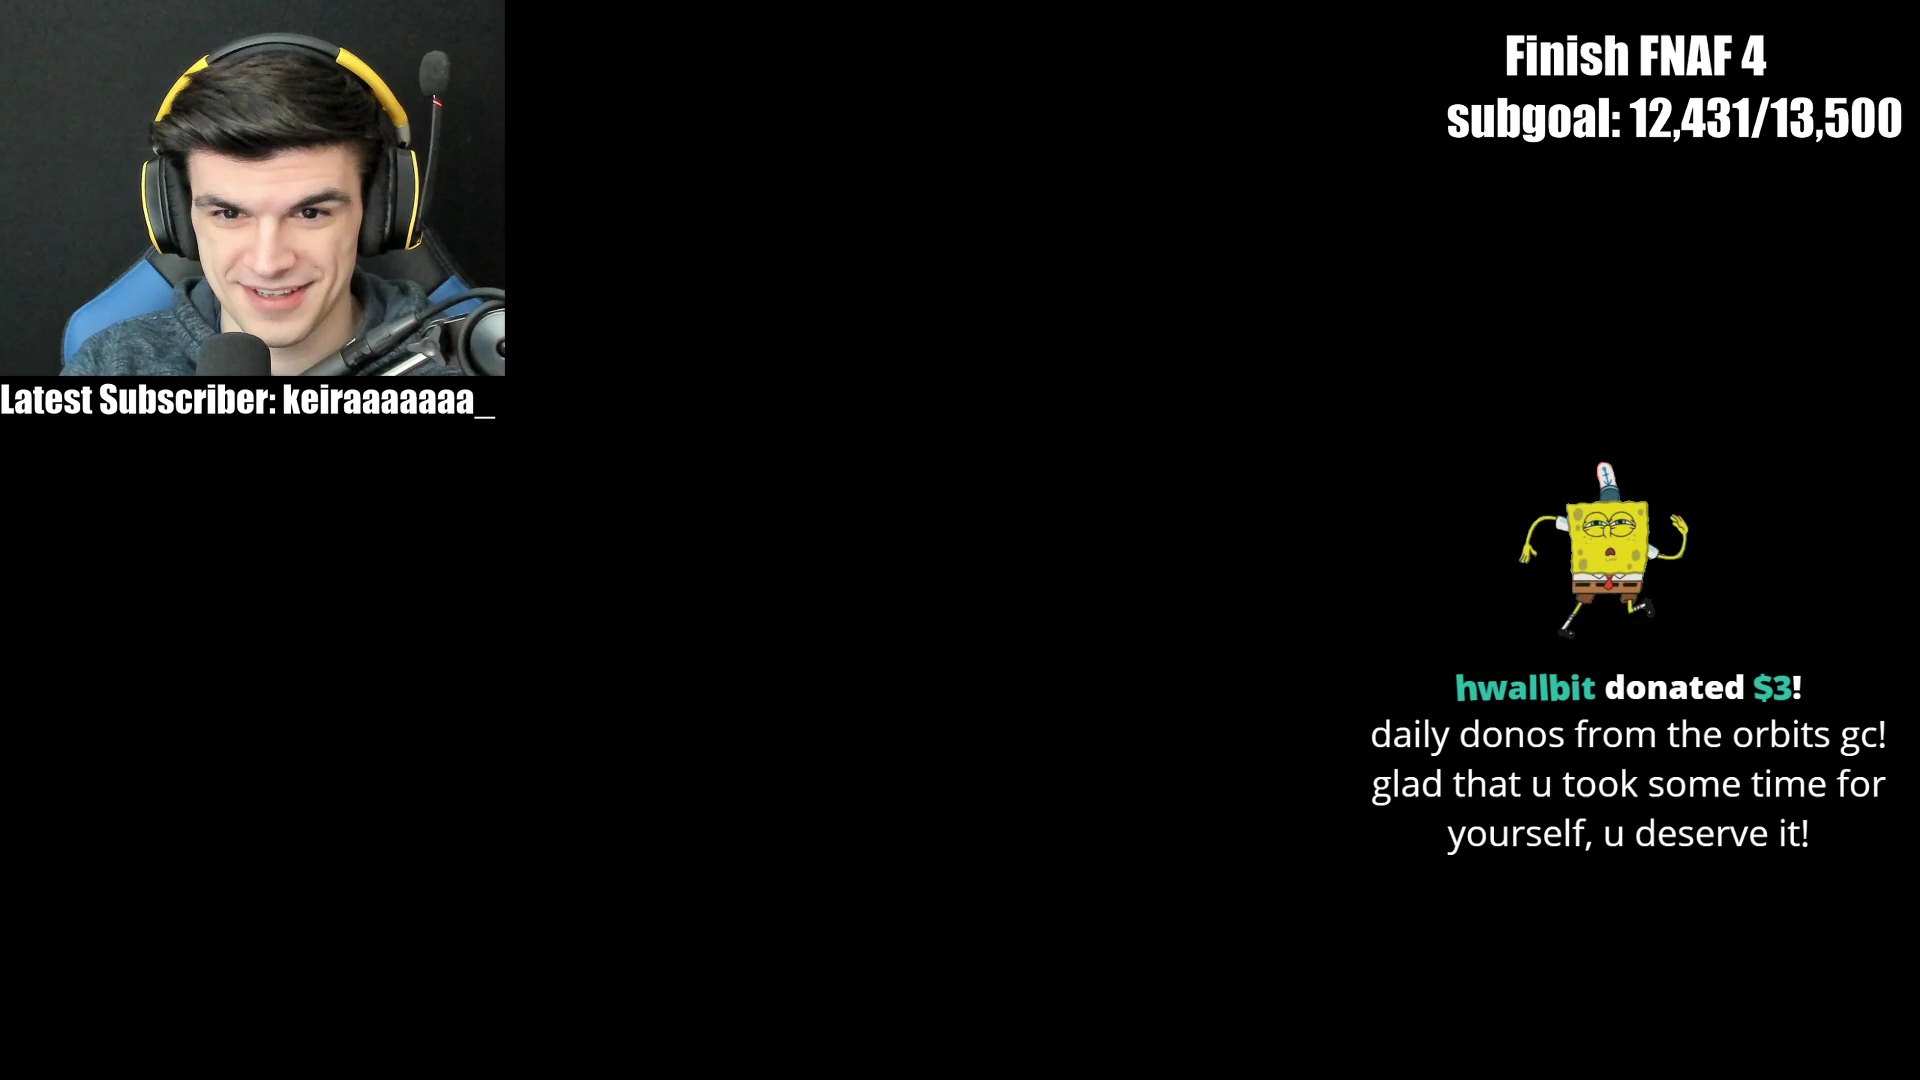 Finish FNAF 4
subgoal: 12,431/13,500
Latest Subscriber: keiraaaaaaa_
hwallbit donated $3!
daily donos from the orbits gc!
glad that u took some time for
yourself, u deserve it!